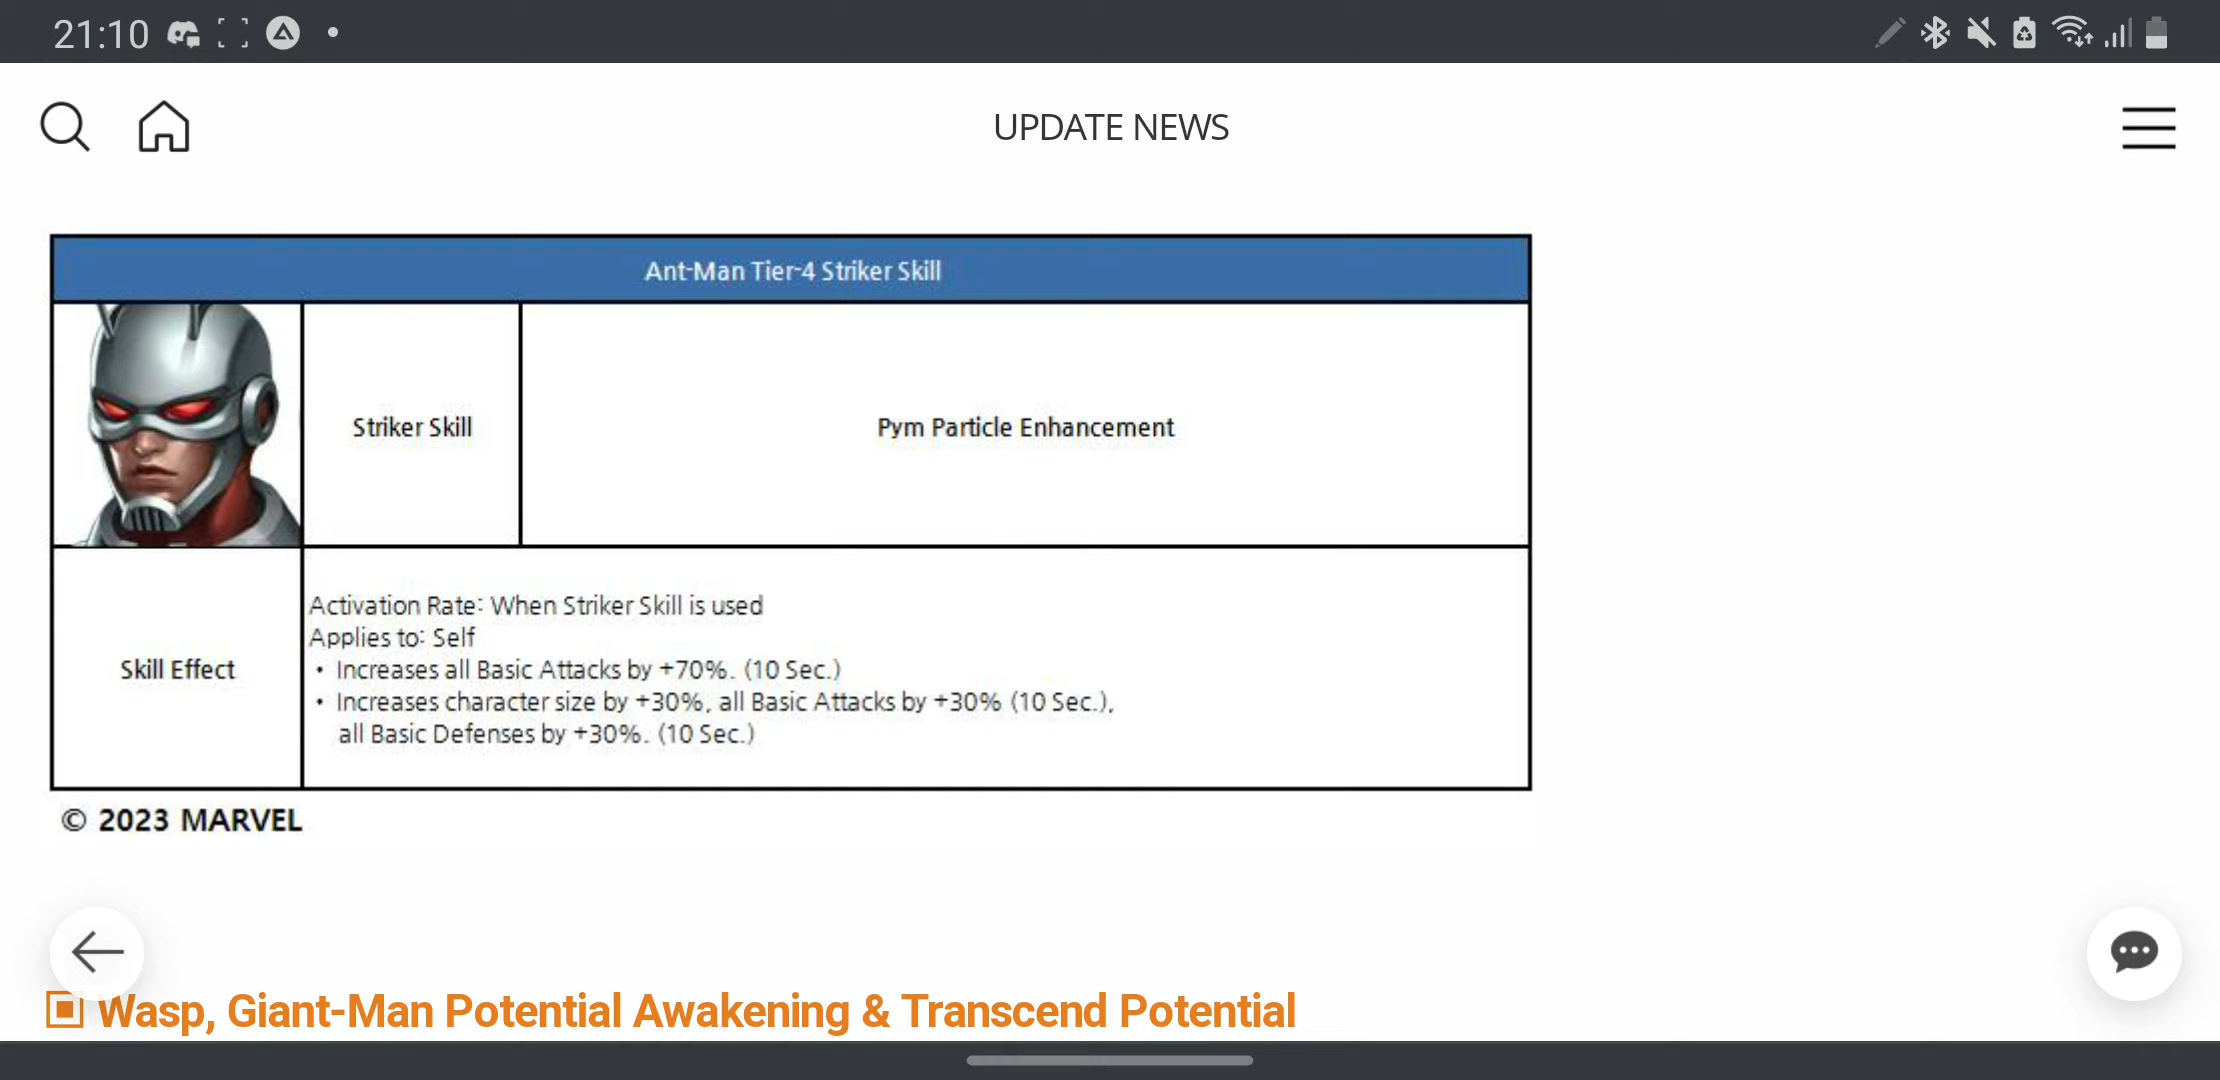 21:10
UPDATE NEWS
Ant-Man Tier-4 Striker Skill
Striker Skill
Pym Particle Enhancement
Skill Effect
Activation Rate: When Striker Skill is used
Applies to: Self
• Increases all Basic Attacks by +70%. (10 Sec.)
• Increases character size by +30%, all Basic Attacks by +30% (10 Sec.),
all Basic Defenses by +30%. (10 Sec.)
© 2023 MARVEL
Wasp, Giant-Man Potential Awakening & Transcend Potential